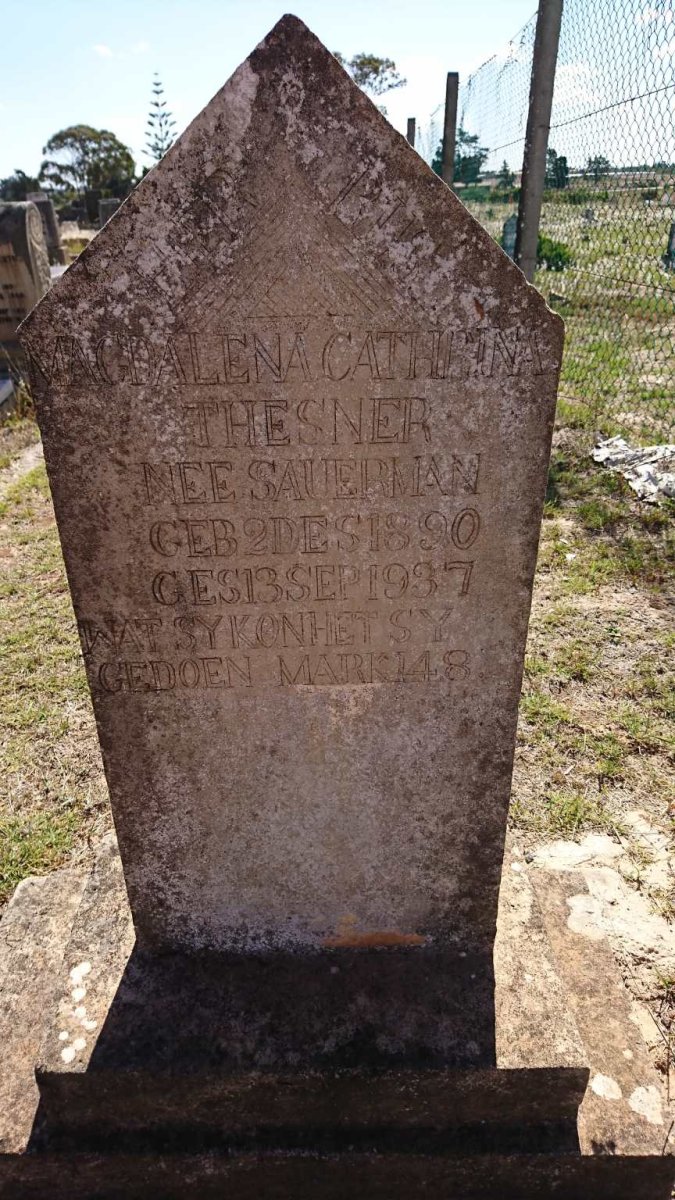 MAGDALENA CATHRINA
THESNER
NEE SAUERMAN
GEB 2 DES 1890
GES 13 SEP 1937
WAT SY KON HET SY
GEDOEN MARK 14 8.